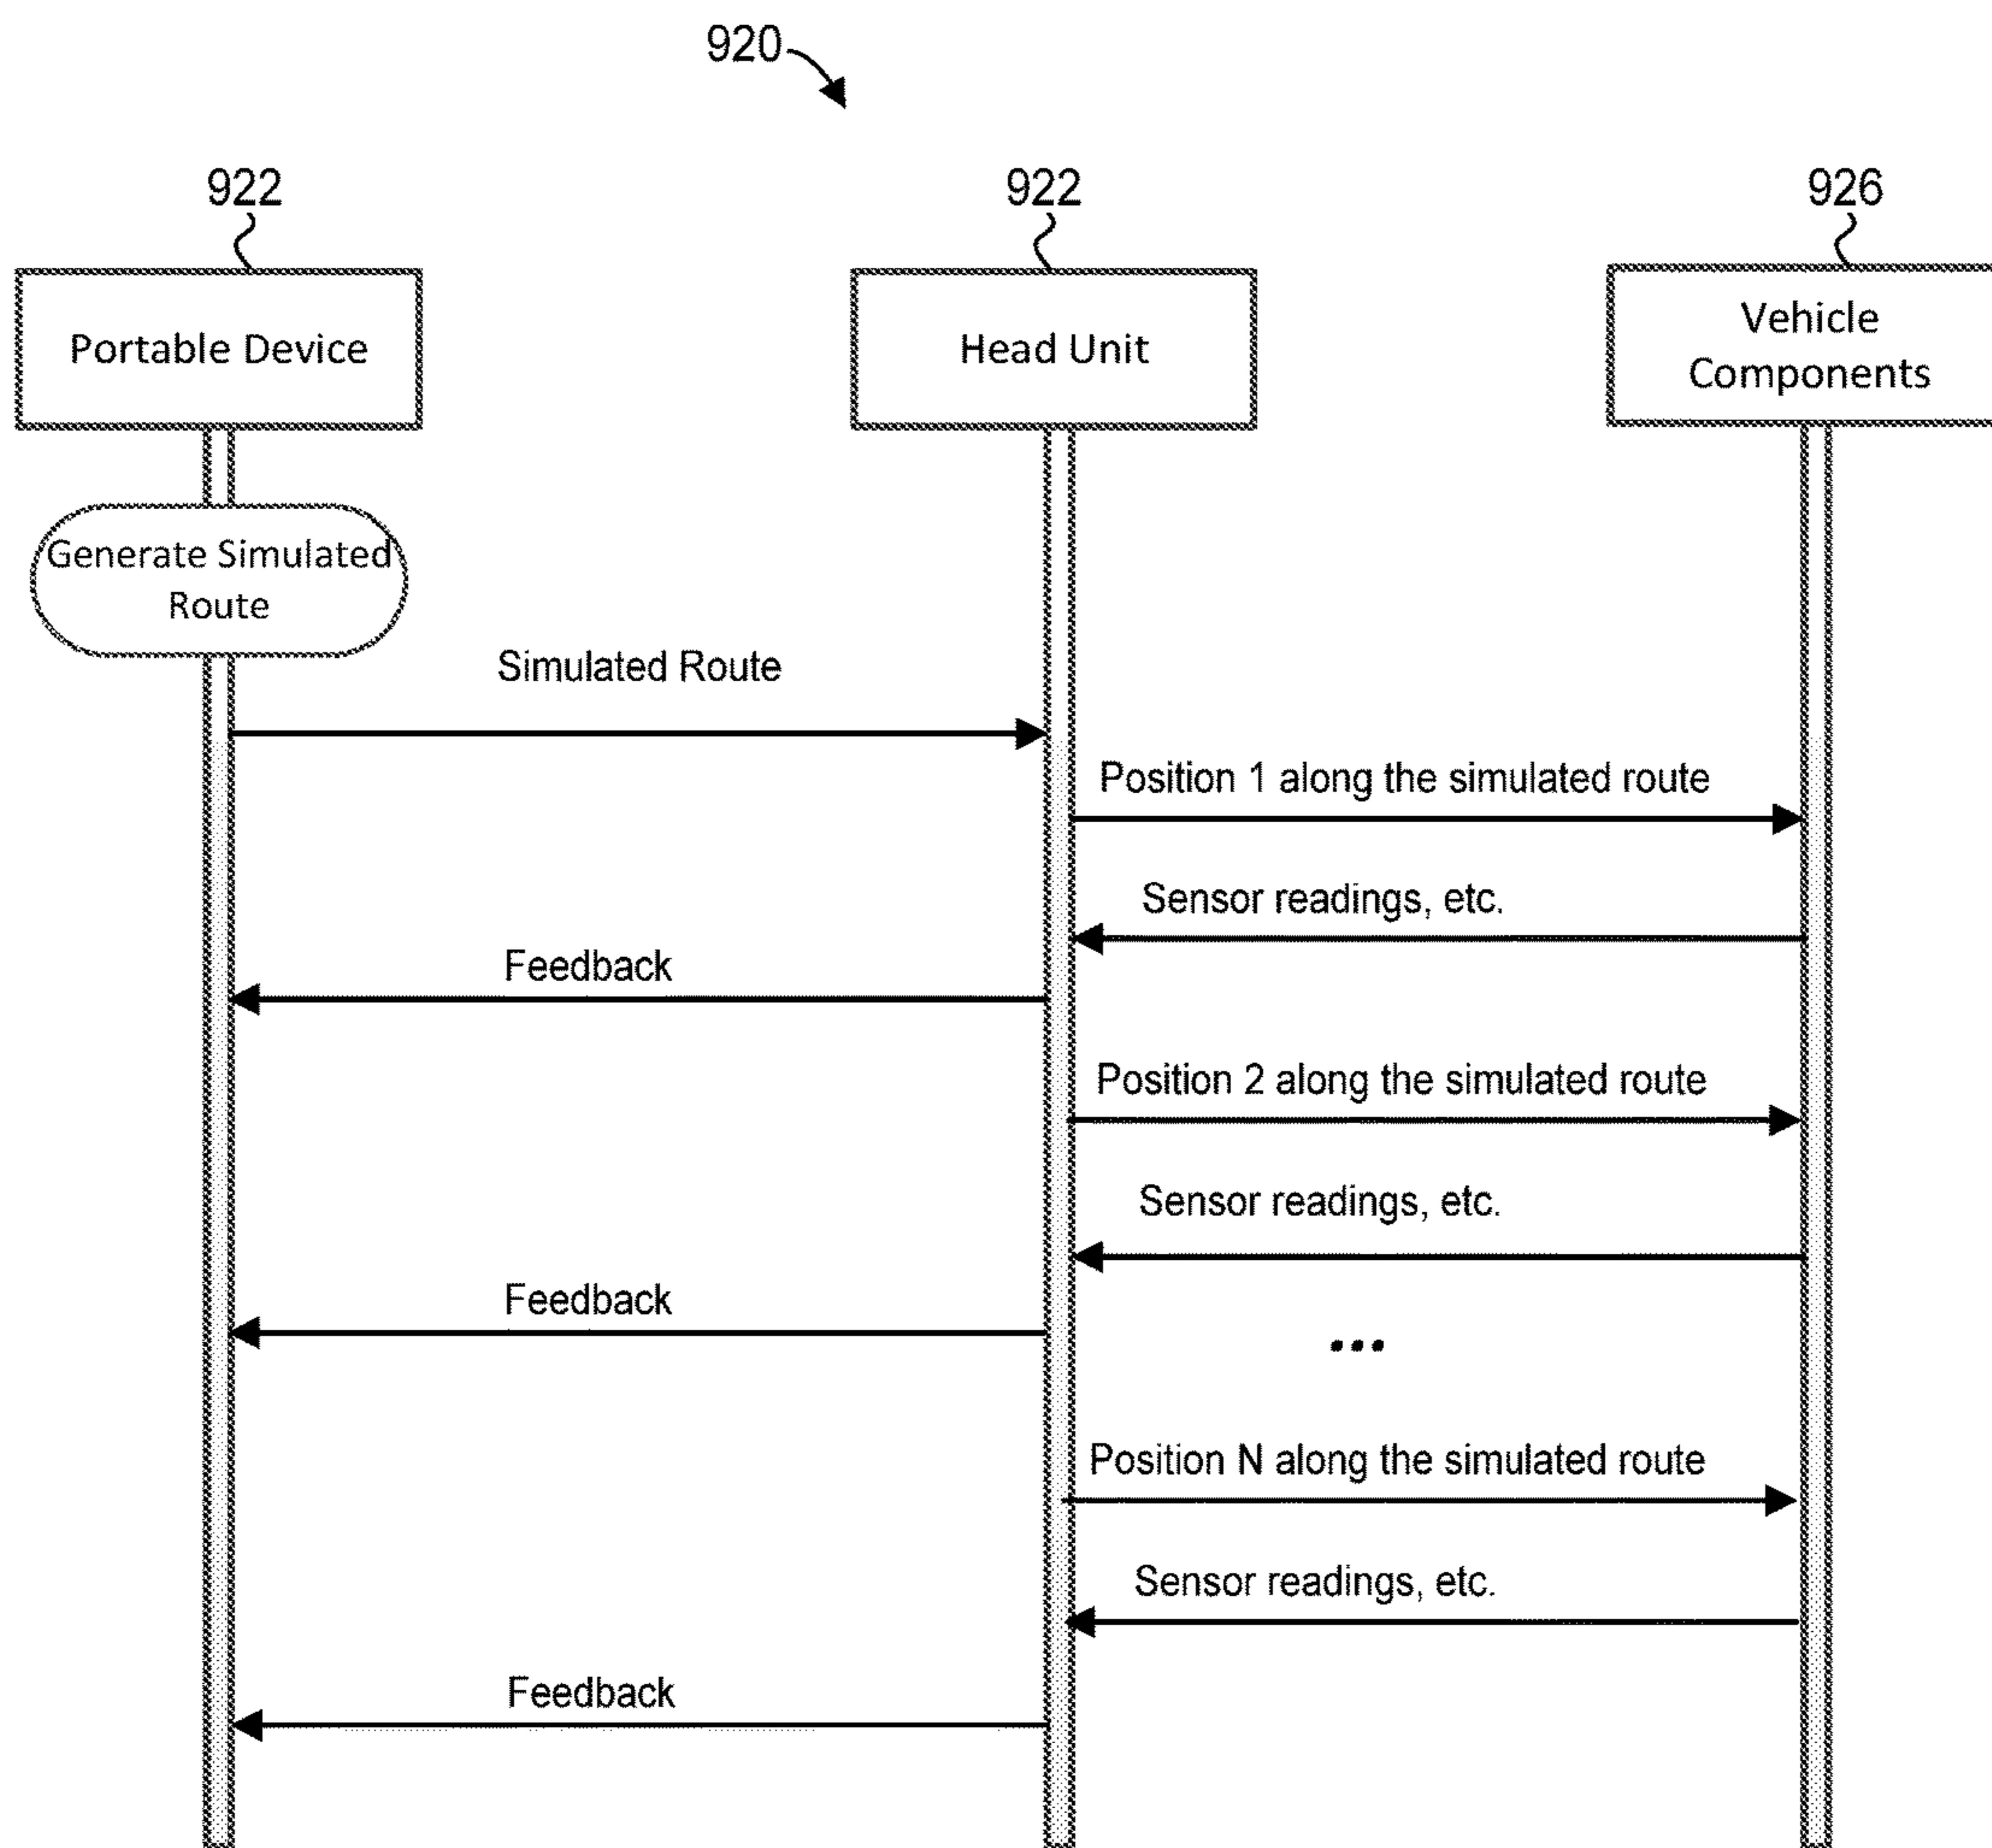 920
922
922
926
Portable Device
Head Unit
Vehicle
Components
Generate Simulated
Route
Simulated Route
Position 1 along the simulated route
Sensor readings, etc.
Feedback
Position 2 along the simulated route
Sensor readings, etc.
Feedback
...
Position N along the simulated route
Sensor readings, etc.
Feedback